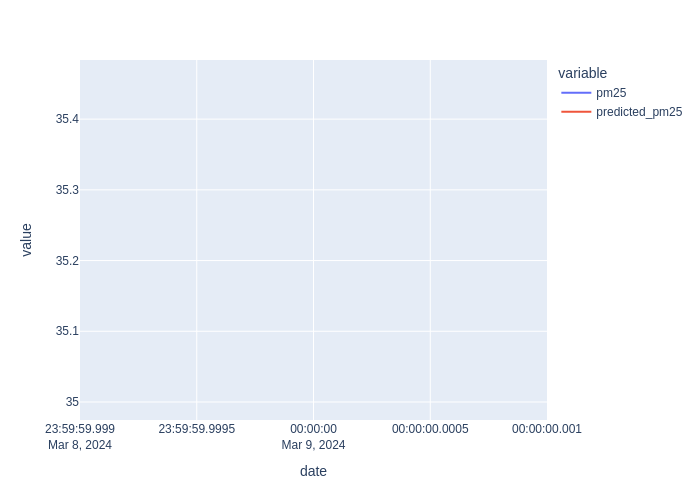 variable
pm25
predicted_pm25
35.4
35.3
35.2
35.1
35
value
23:59:59.999
Mar 8, 2024
23:59:59.9995
00:00:00
Mar 9, 2024
00:00:00.0005
00:00:00.001
date